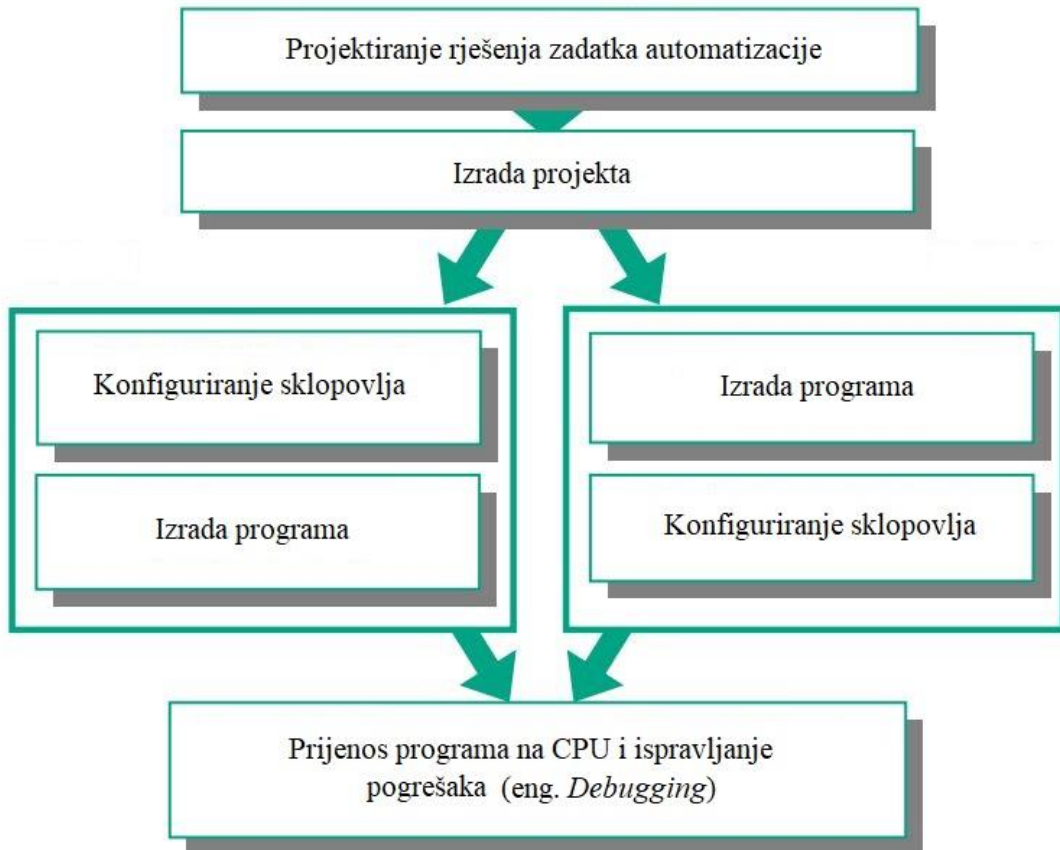 Projektiranje rješenja zadatka automatizacije
Izrada projekta
Konfiguriranje sklopovlja
Izrada programa
Izrada programa
Konfiguriranje sklopovlja
Prijenos programa na CPU i ispravljanje
pogrešaka (eng. Debugging)